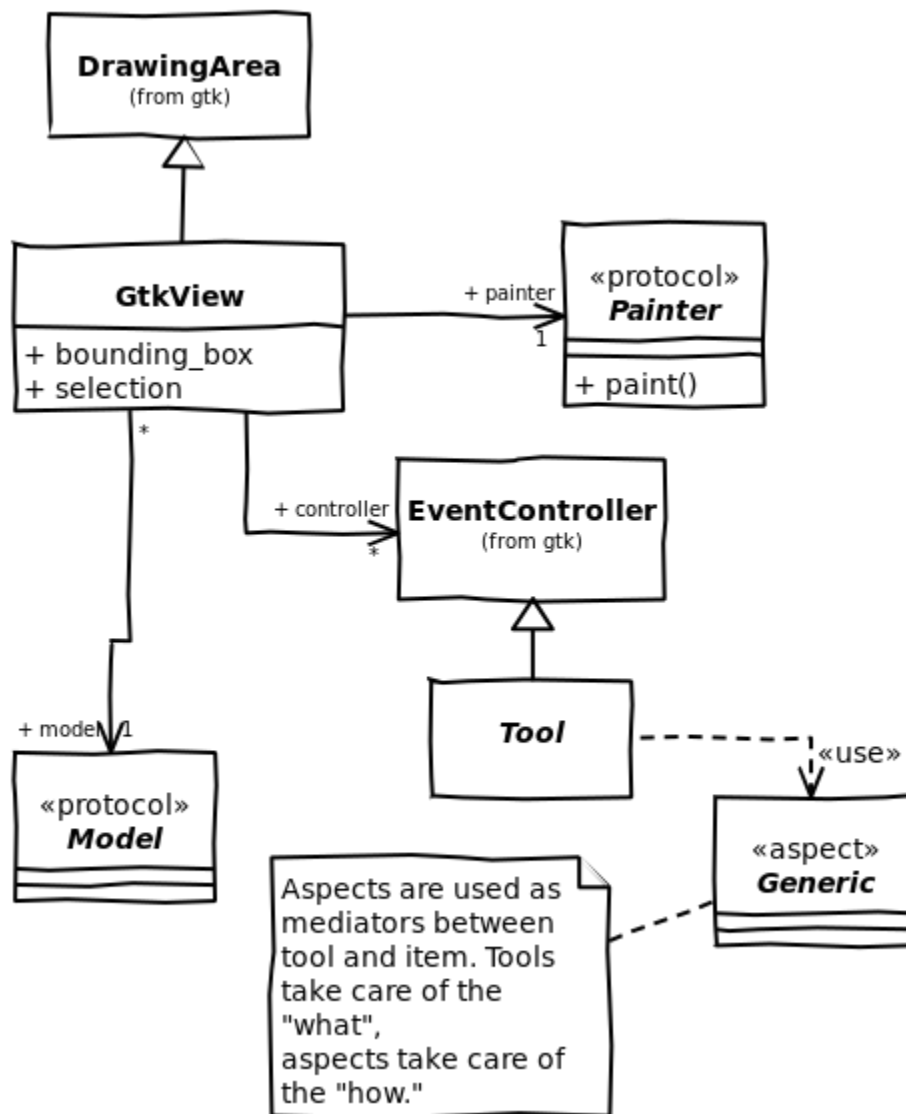 DrawingArea
(from gtk)
GtkView
+ bounding_box
+ selection
+ painter
1
«protocol»
Painter
+ paint()
*
+ controller
*
EventController
(from gtk)
Tool
«use»
+ model
1
«protocol»
Model
«aspect»
Generic
Aspects are used as
mediators between
tool and item. Tools
take care of the
"what",
aspects take care of
the "how."